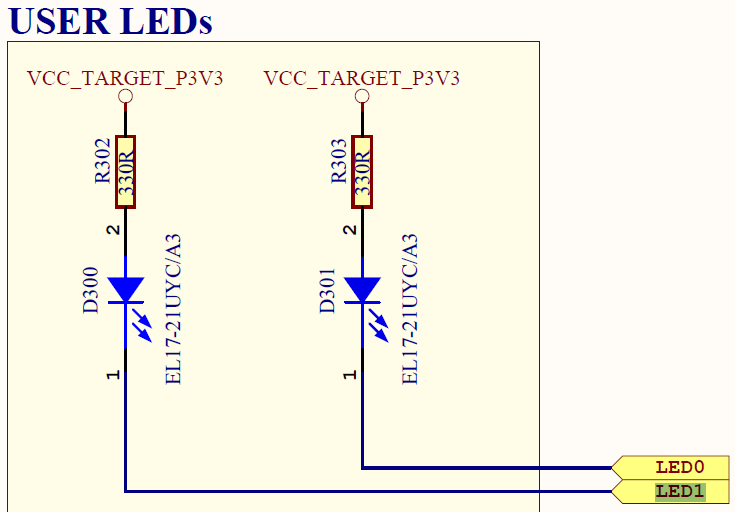 USER LEDs
VCC_TARGET_P3V3
VCC_TARGET_P3V3
R302
330R
R303
330R
2
2
D300
EL17-21UYC/A3
D301
EL17-21UYC/A3
1
1
LED0
LED1